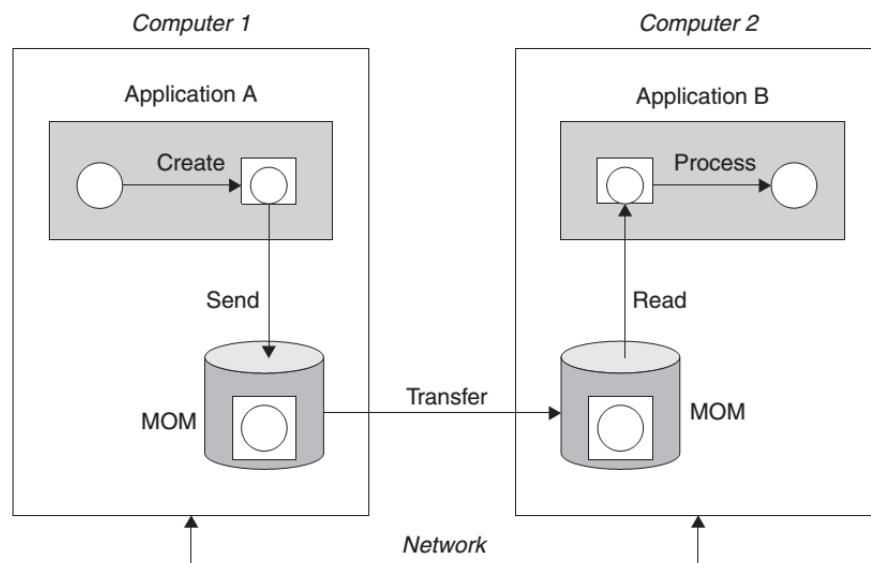 Computer 1
Computer 2
Application A
Application B
Create
Process
Send
Read
Transfer
MOM
MOM
Network